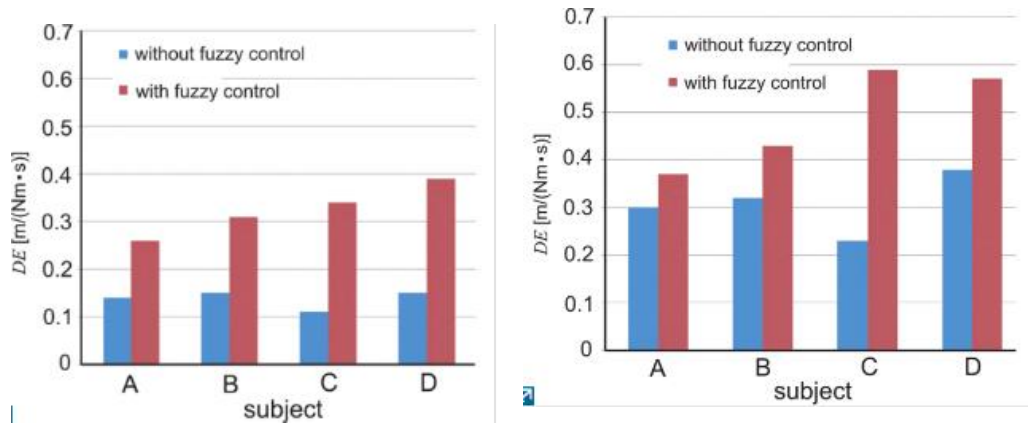 0.7
0.6
0.5
0.4
0.3
0.2
0.1
0
DE [m/(Nm•s)]
without fuzzy control
with fuzzy control
A B C D
subject
0.7
0.6
0.5
0.4
0.3
0.2
0.1
0
DE [m/(Nm•s)]
without fuzzy control
with fuzzy control
A B C D
subject